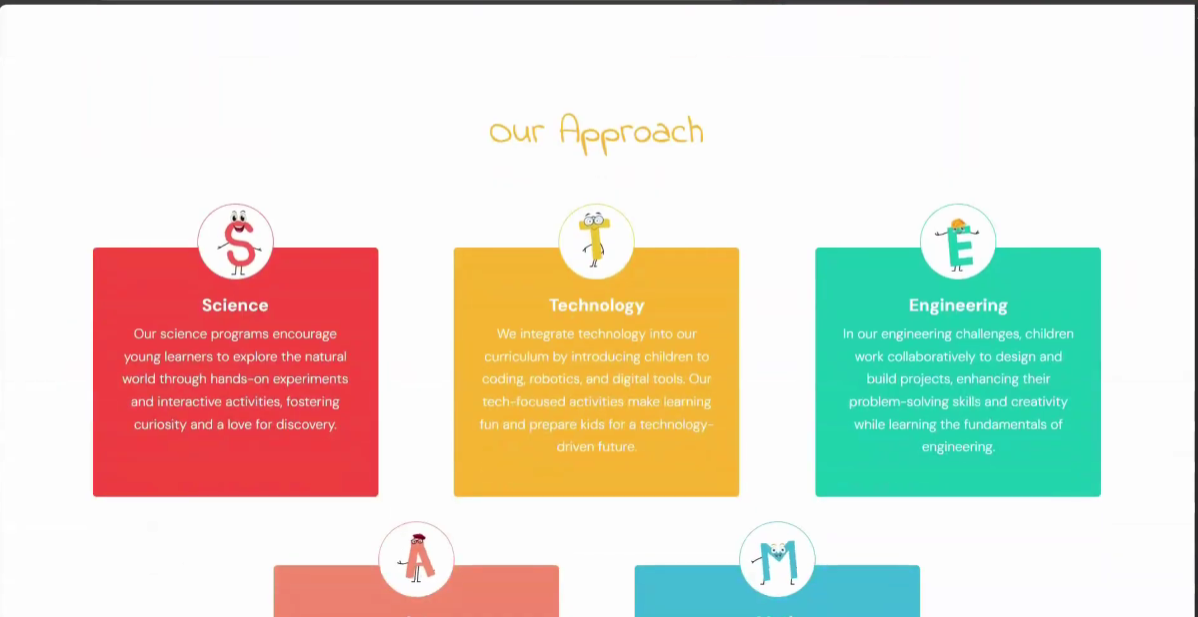 our Approach
S
T
E
Science
Our science programs encourage
young learners to explore the natural
world through hands-on experiments
and interactive activities, fostering
curiosity and a love for discovery.
Technology
We integrate technology into our
curriculum by introducing children to
coding, robotics, and digital tools. Our
tech-focused activities make learning
fun and prepare kids for a technology-
driven future.
Engineering
In our engineering challenges, children
work collaboratively to design and
build projects, enhancing their
problem-solving skills and creativity
while learning the fundamentals of
engineering.
A
M